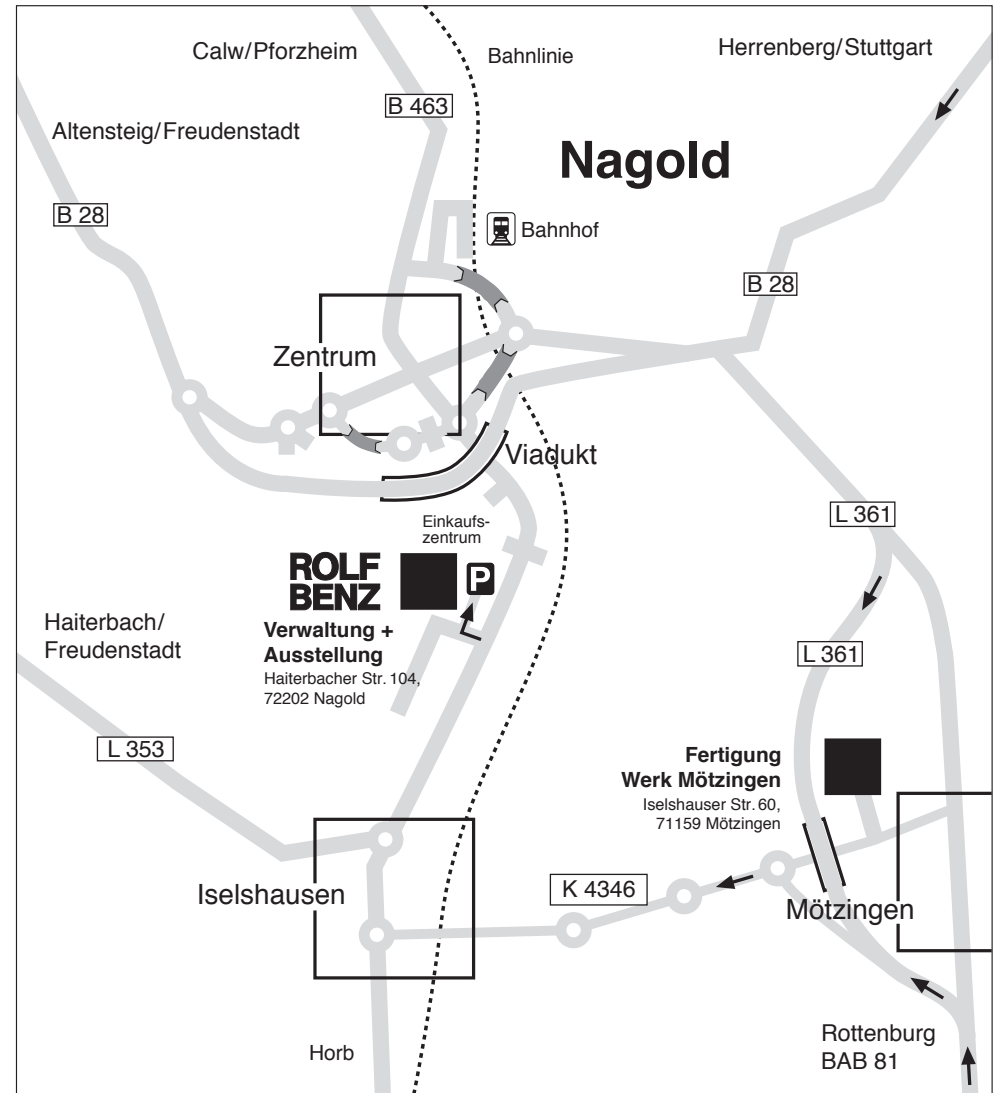 Calw/Pforzheim
Bahnlinie
Herrenberg/Stuttgart
B 463
Altensteig/Freudenstadt
Nagold
B 28
Bahnhof
B 28
Zentrum
Viadukt
L 361
Einkaufs-
zentrum
ROLF
BENZ
P
Verwaltung +
Ausstellung
Haiterbacher Str. 104,
72202 Nagold
Haiterbach/
Freudenstadt
L 361
L 353
Fertigung
Werk Mötzingen
Iselshauser Str. 60,
71159 Mötzingen
Iselshausen
K 4346
Mötzingen
Rottenburg
BAB 81
Horb